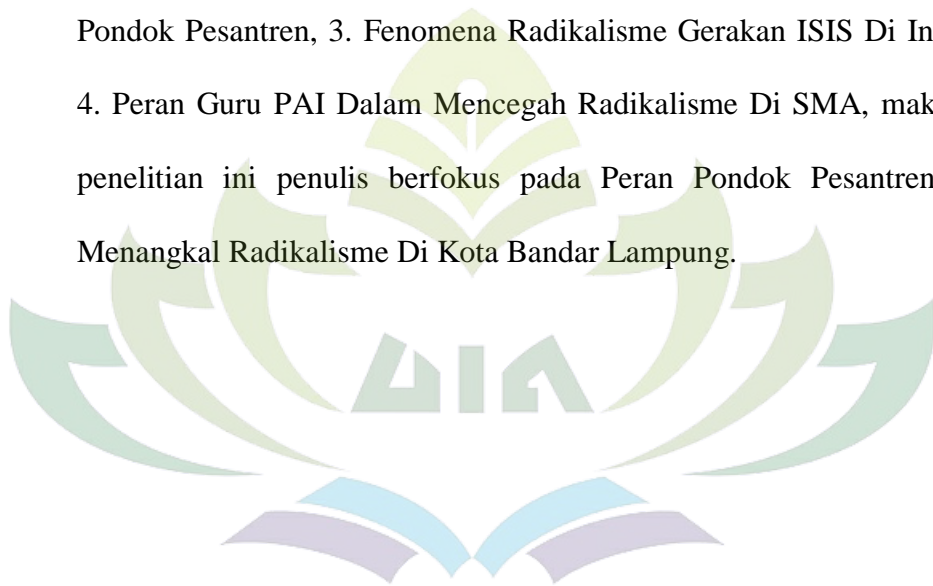 Pondok Pesantren, 3. Fenomena Radikalisme Gerakan ISIS Di In
4. Peran Guru PAI Dalam Mencegah Radikalisme Di SMA, mak
penelitian ini penulis berfokus pada Peran Pondok Pesantren
Menangkal Radikalisme Di Kota Bandar Lampung.
UIN